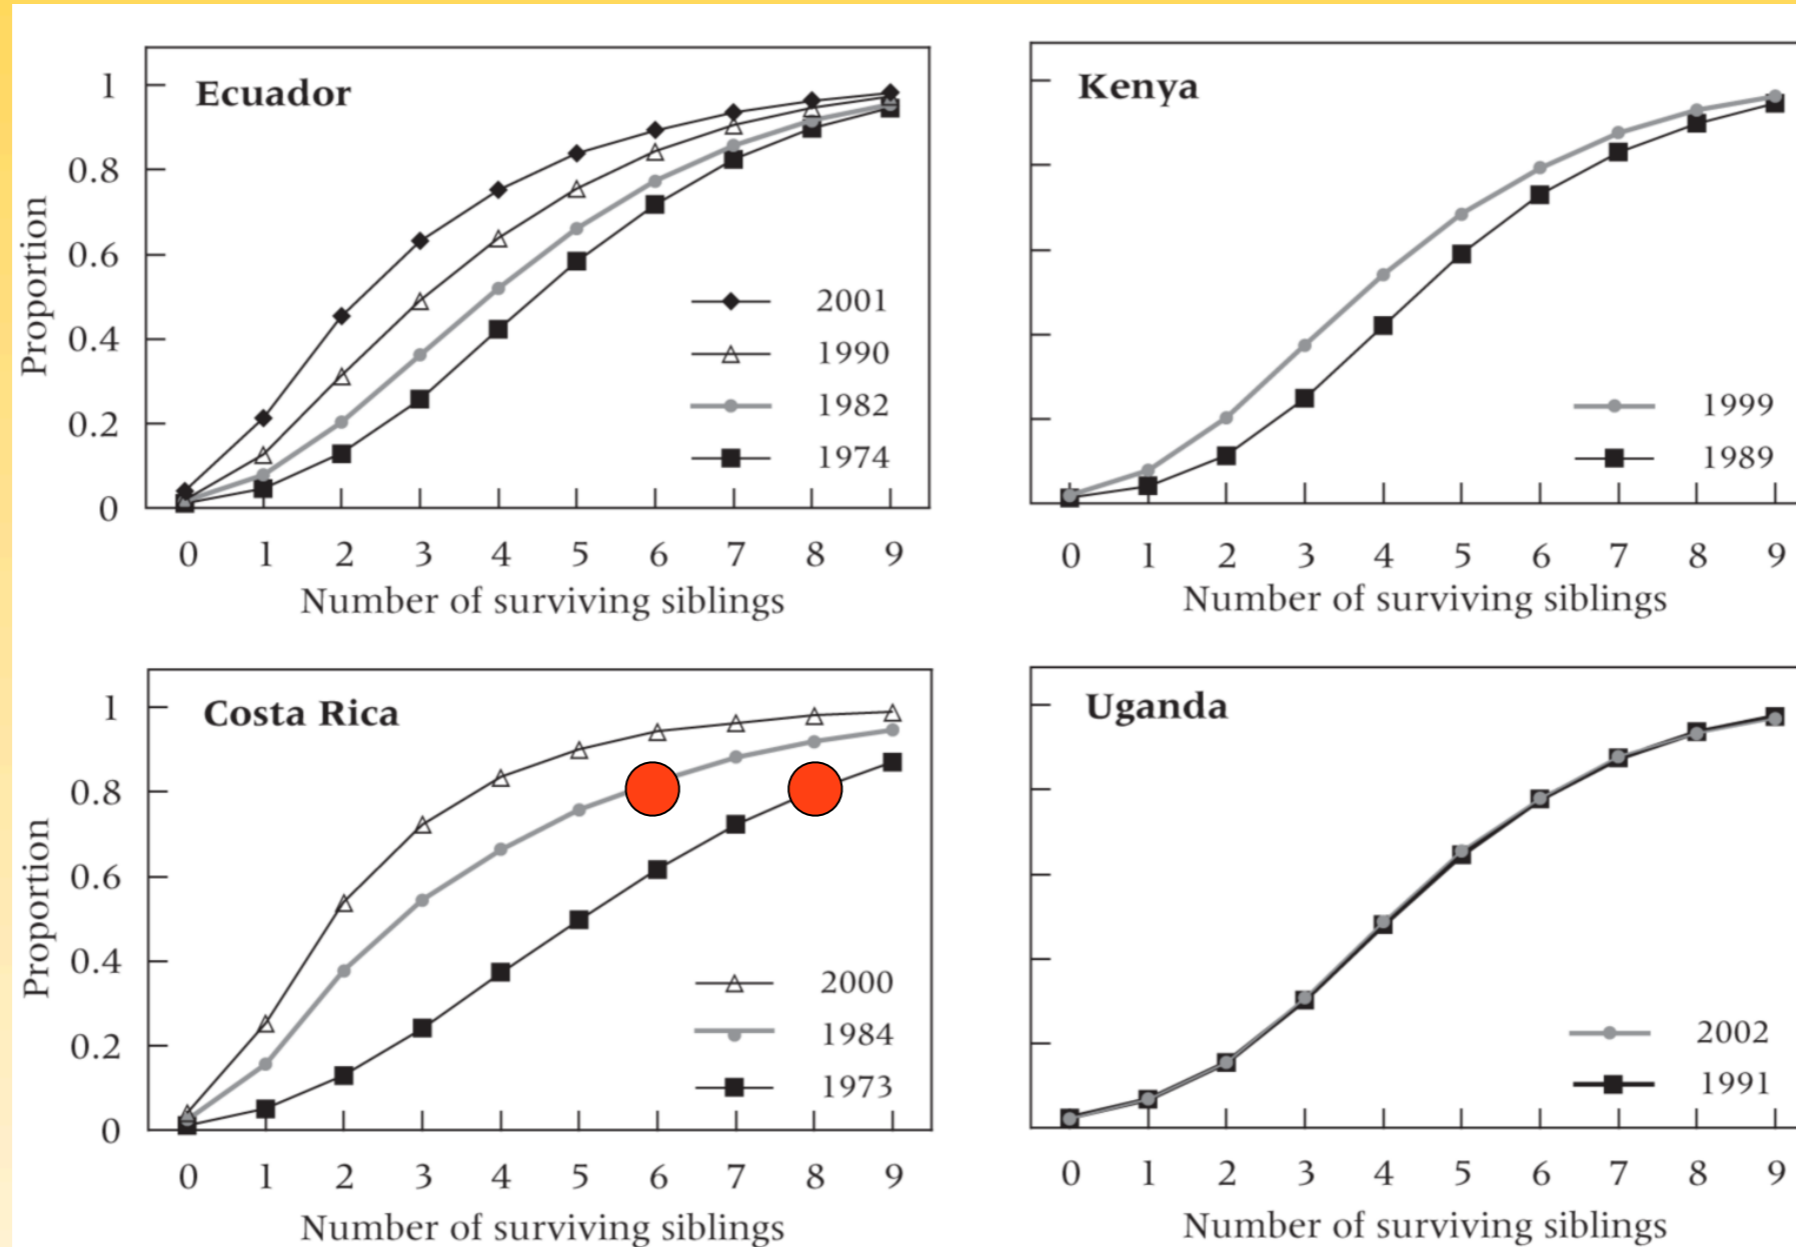 Ecuador
Proportion
1
0.8
0.6
0.4
0.2
0
2001
1990
1982
1974
0 1 2 3 4 5 6 7 8 9
Number of surviving siblings
Kenya
1999
1989
0 1 2 3 4 5 6 7 8 9
Number of surviving siblings
Costa Rica
Proportion
1
0.8
0.6
0.4
0.2
0
2000
1984
1973
0 1 2 3 4 5 6 7 8 9
Number of surviving siblings
Uganda
2002
1991
0 1 2 3 4 5 6 7 8 9
Number of surviving siblings